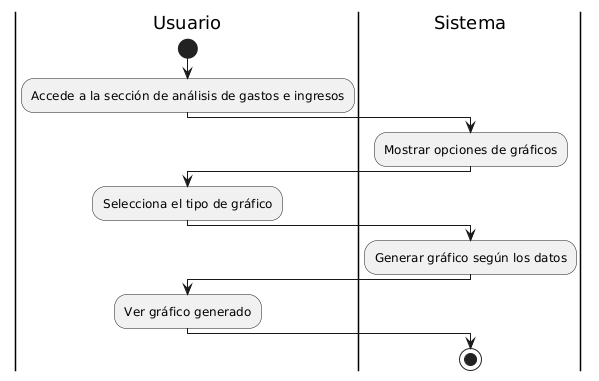 Usuario
Sistema
Accede a la sección de análisis de gastos e ingresos
Mostrar opciones de gráficos
Selecciona el tipo de gráfico
Generar gráfico según los datos
Ver gráfico generado